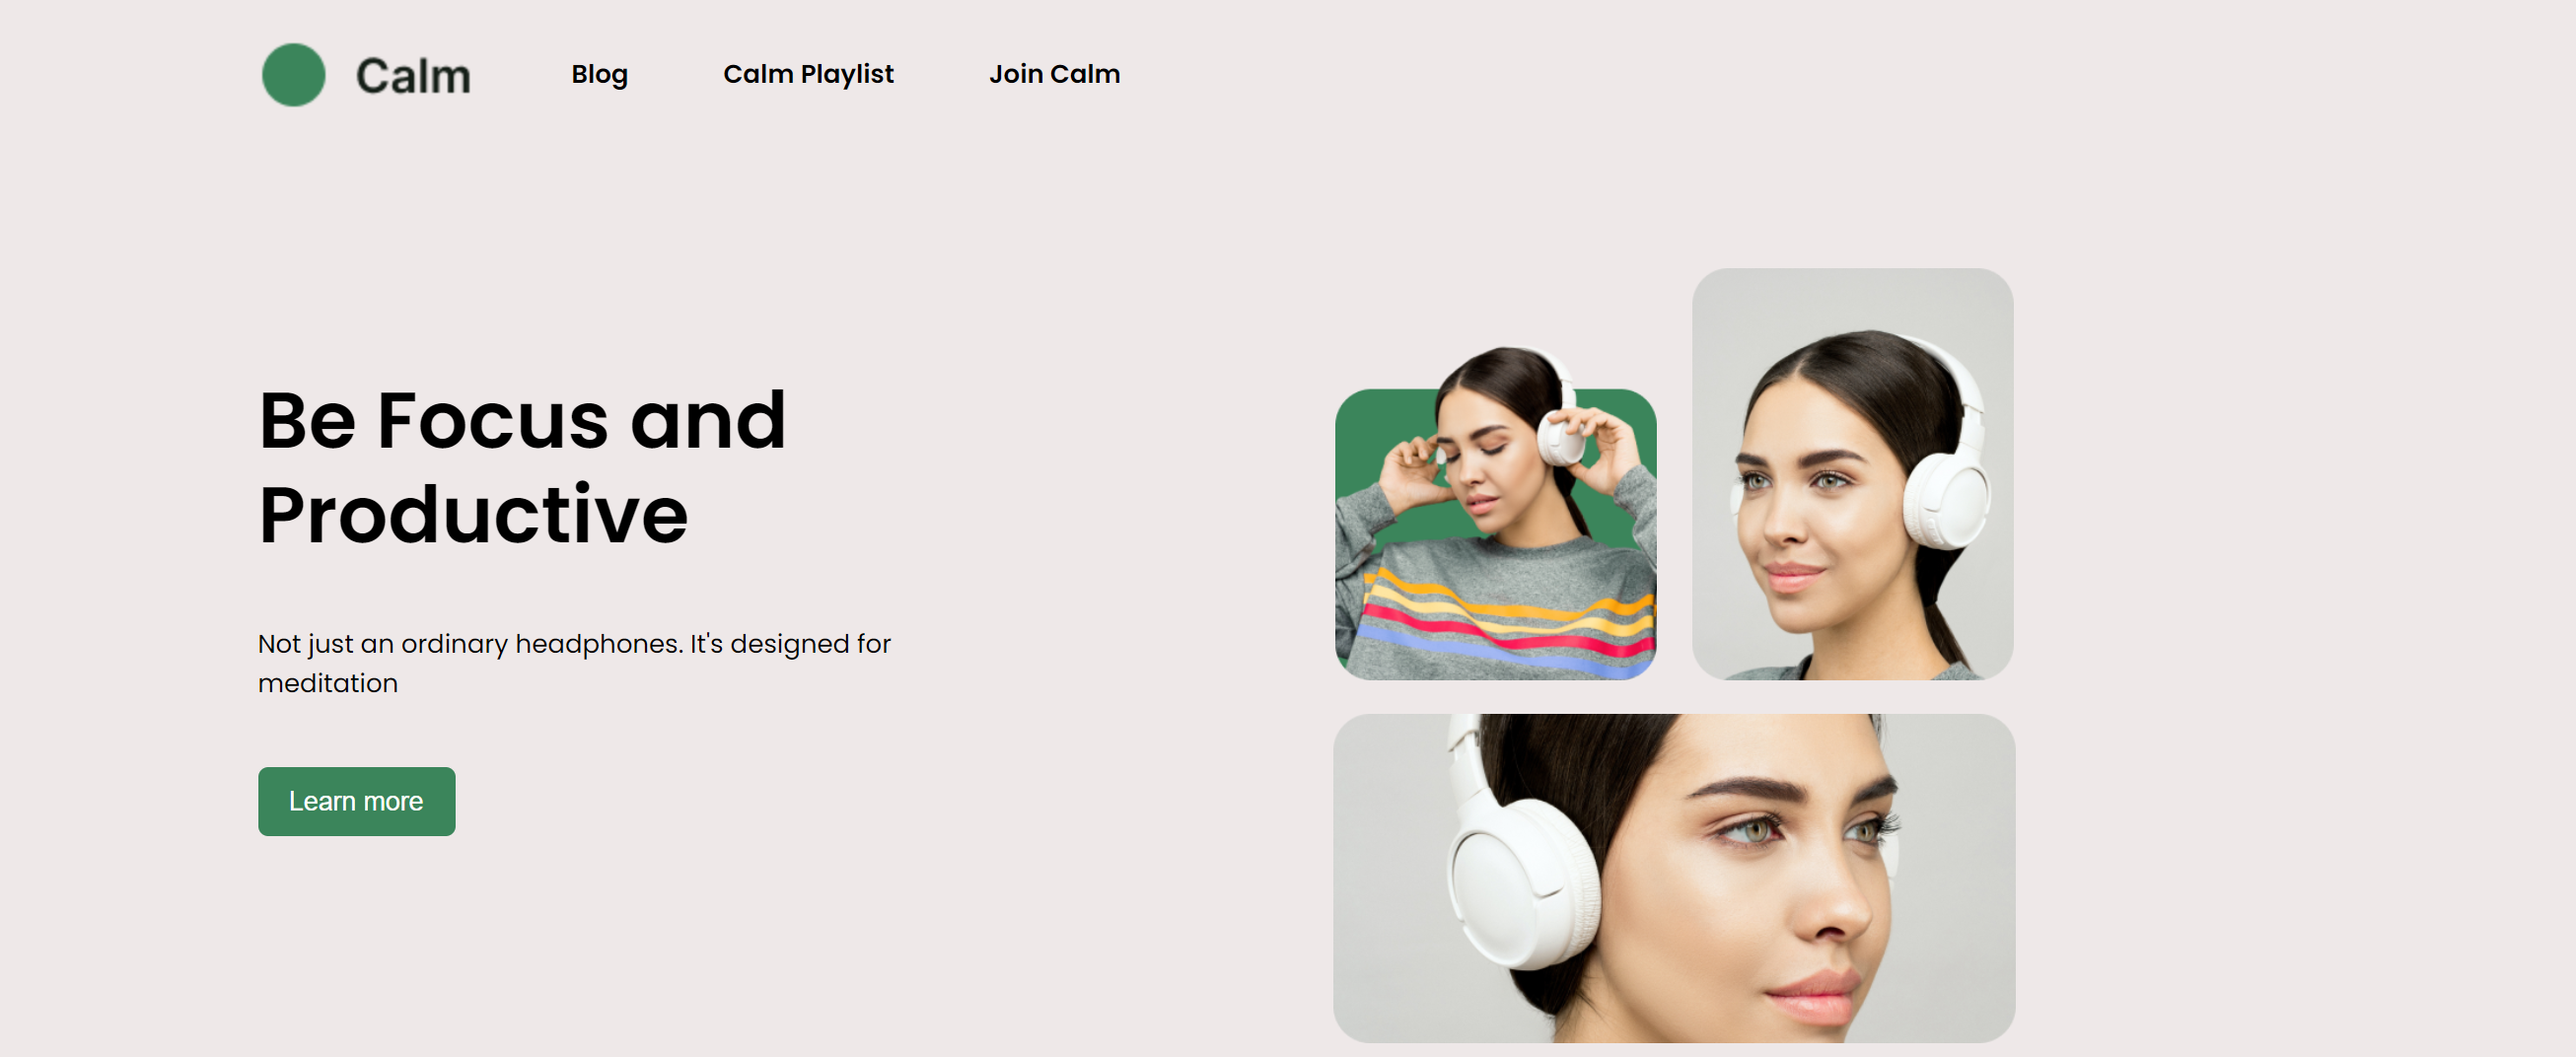 Calm Blog Calm Playlist Join Calm
Be Focus and
Productive
Not just an ordinary headphones. It's designed for
meditation
Learn more